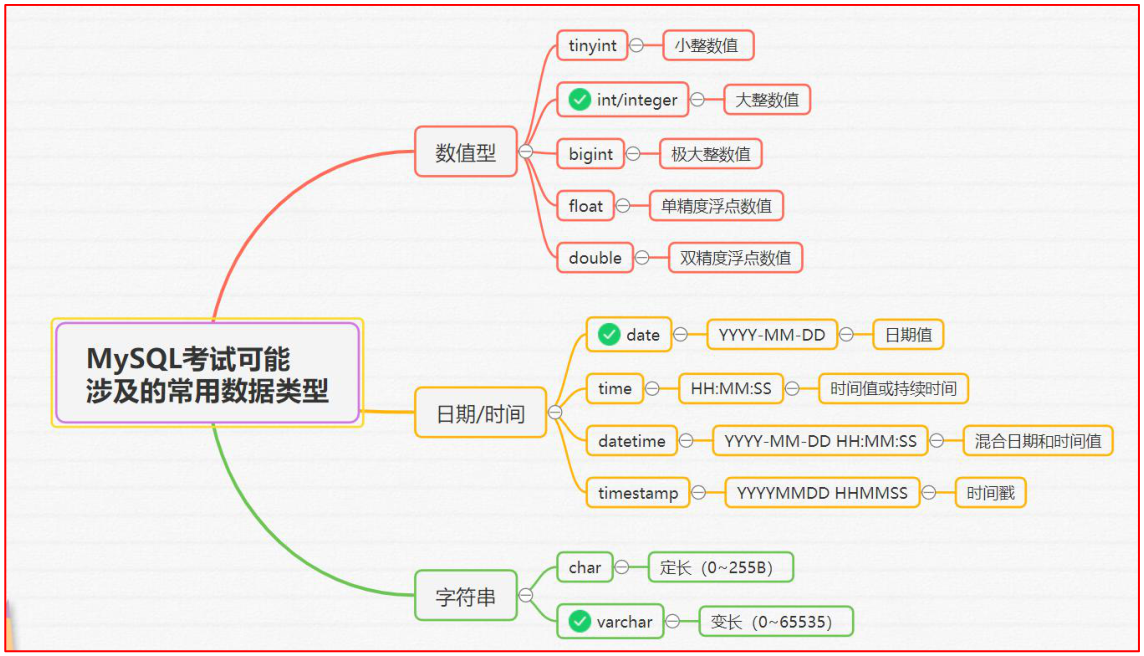 MySQL考试可能
涉及的常用数据类型
数值型
tinyint 小整数值
int/integer 大整数值
bigint 极大整数值
float 单精度浮点数值
double 双精度浮点数值
日期/时间
date YYYY-MM-DD 日期值
time HH:MM:SS 时间值或持续时间
datetime YYYY-MM-DD HH:MM:SS 混合日期和时间值
timestamp YYYYMMDD HHMMSS 时间戳
字符串
char 定长（0~255B）
varchar 变长（0~65535）